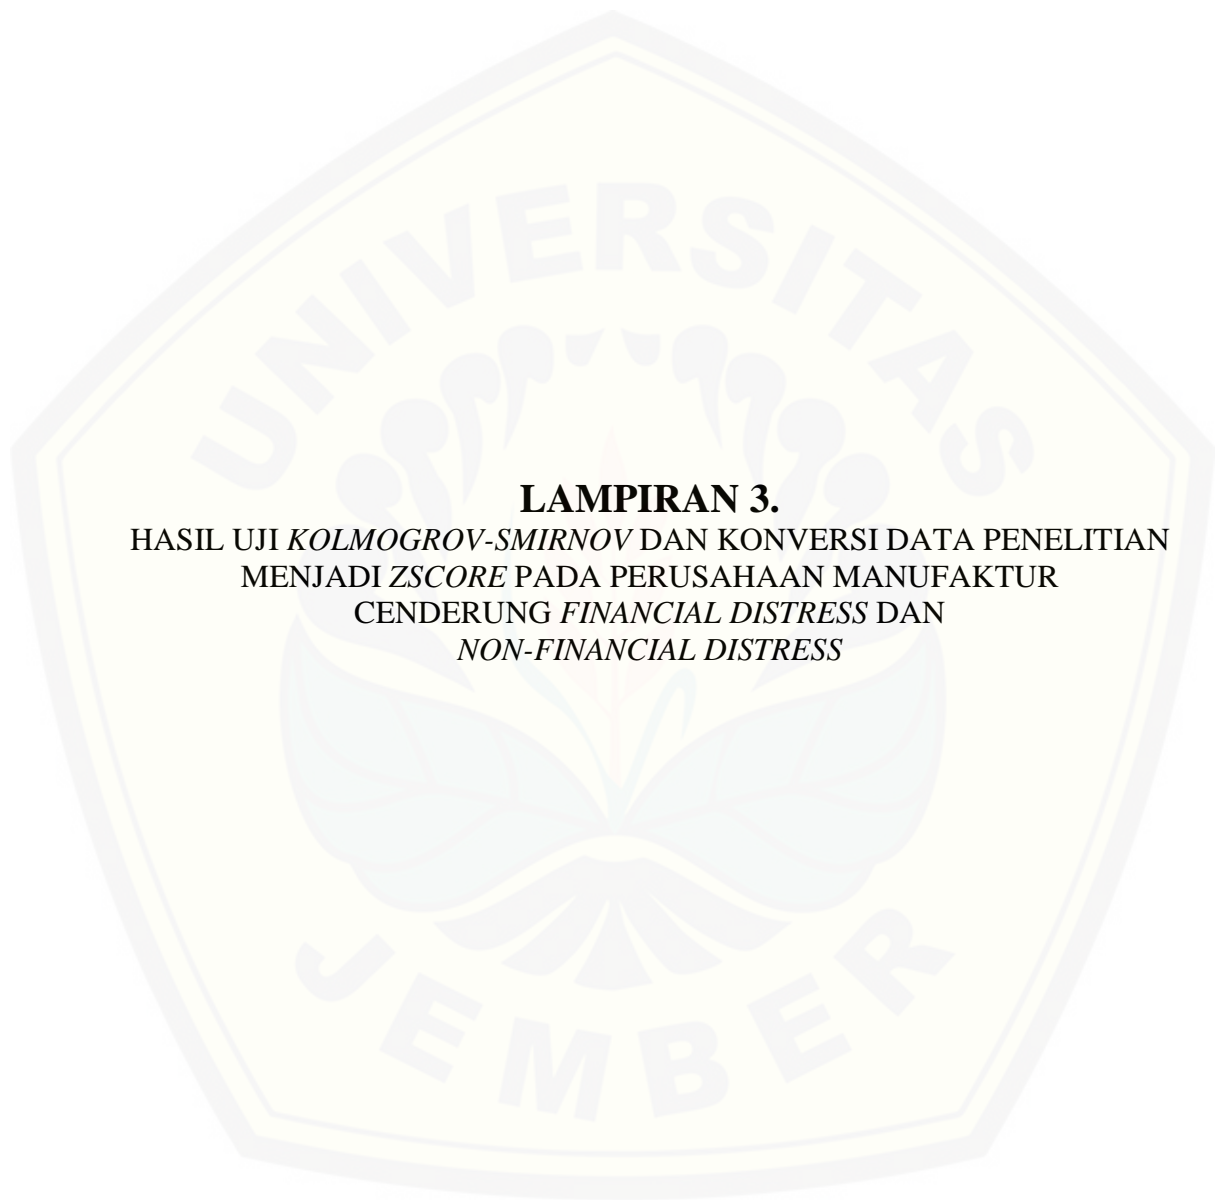 UNIVERSITAS
LAMPIRAN 3.
HASIL UJI KOLMOGROV-SMIRNOV DAN KONVERSI DATA PENELITIAN
MENJADI ZSCORE PADA PERUSAHAAN MANUFAKTUR
CENDERUNG FINANCIAL DISTRESS DAN
NON-FINANCIAL DISTRESS
JEMBER